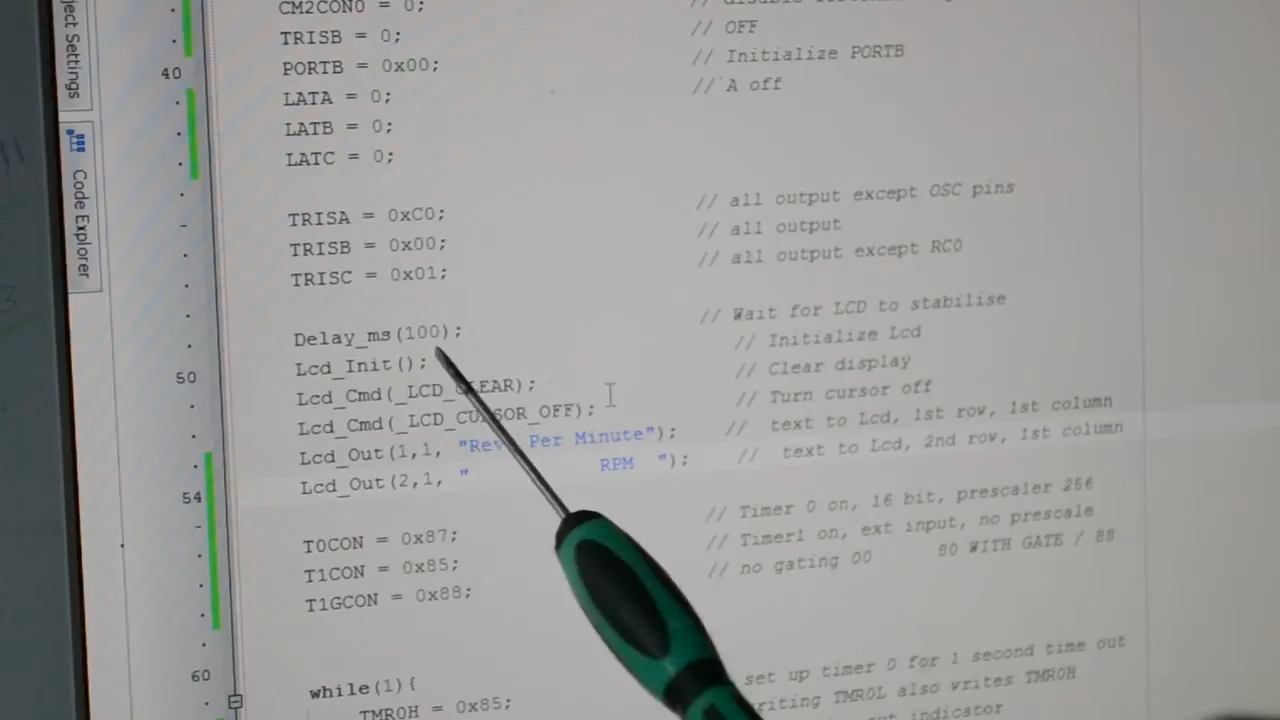 ject Settings
Code Explorer
CM2CON0 = 0;
TRISB = 0; // OFF
40 PORTB = 0x00; // Initialize PORTB
LATA = 0; // A off
LATB = 0;
LATC = 0;
TRISA = 0xC0; // all output except OSC pins
TRISB = 0x00; // all output
TRISC = 0x01; // all output except RC0
Delay_ms(100); // Wait for LCD to stabilise
50 Lcd_Init(); // Initialize Lcd
Lcd_Cmd(_LCD_CLEAR); // Clear display
Lcd_Cmd(_LCD_CURSOR_OFF); // Turn cursor off
Lcd_Out(1,1, "Rev Per Minute"); // text to Lcd, 1st row, 1st column
54 Lcd_Out(2,1, " RPM "); // text to Lcd, 2nd row, 1st column
T0CON = 0x87; // Timer 0 on, 16 bit, prescaler 256
T1CON = 0x85; // Timer1 on, ext input, no prescale
T1GCON = 0x88; // no gating 00 80 WITH GATE / 88
60 while(1){ set up timer 0 for 1 second time out
TMR0H = 0x85; writing TMR0L also writes TMR0H
indicator